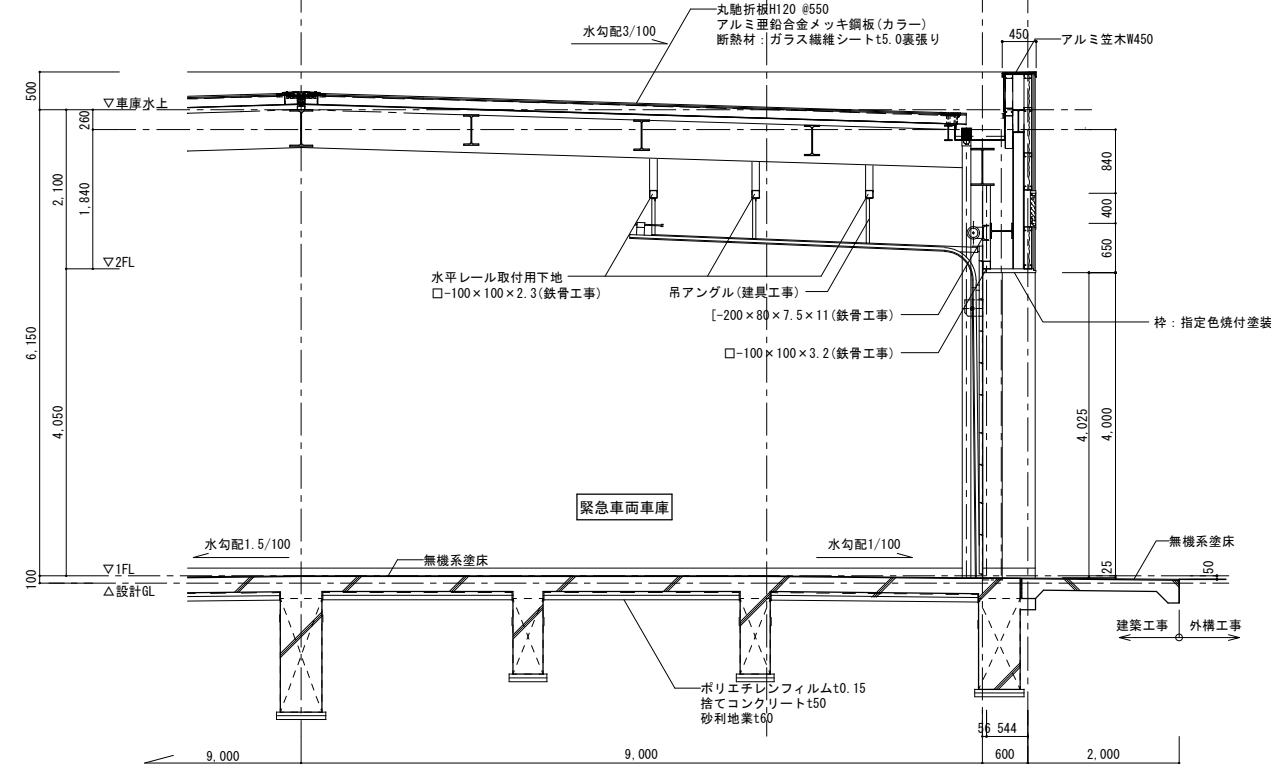 丸馳折板H120 @550
アルミ亜鉛合金メッキ鋼板(カラー)
断熱材：ガラス繊維シートt5.0裏張り
水勾配3/100
450
アルミ笠木W450
500
▽車庫水上
260
2,100
1,840
840
400
650
▽2FL
水平レール取付用下地
□-100×100×2.3(鉄骨工事)
吊アングル(建具工事)
[-200×80×7.5×11(鉄骨工事)
枠：指定色焼付塗装
□-100×100×3.2(鉄骨工事)
6,150
4,050
4,025
4,000
緊急車両車庫
水勾配1.5/100
無機系塗床
水勾配1/100
無機系塗床
▽1FL
100
△設計GL
25
50
建築工事
外構工事
ポリエチレンフィルムt0.15
捨てコンクリートt50
砂利地業t60
56 544
9,000
9,000
600
2,000